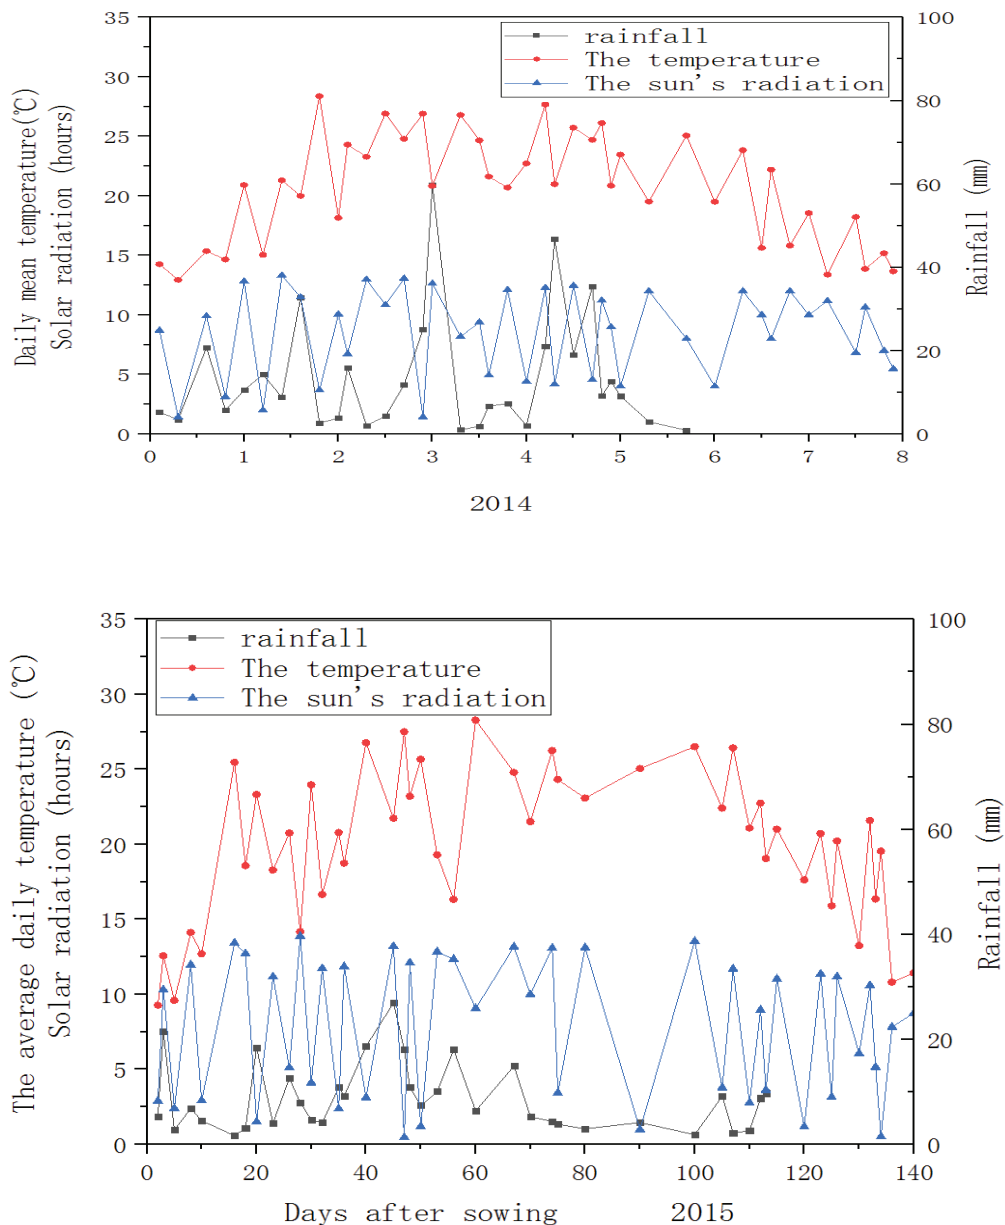 35
30
25
20
15
10
5
0
Daily mean temperature(℃)
Solar radiation (hours)
rainfall
The temperature
The sun's radiation
100
80
60
40
20
0
Rainfall (mm)
0 1 2 3 4 5 6 7 8
2014
35
30
25
20
15
10
5
0
The average daily temperature (℃)
Solar radiation (hours)
rainfall
The temperature
The sun's radiation
100
80
60
40
20
0
Rainfall (mm)
0 20 40 60 80 100 120 140
Days after sowing 2015